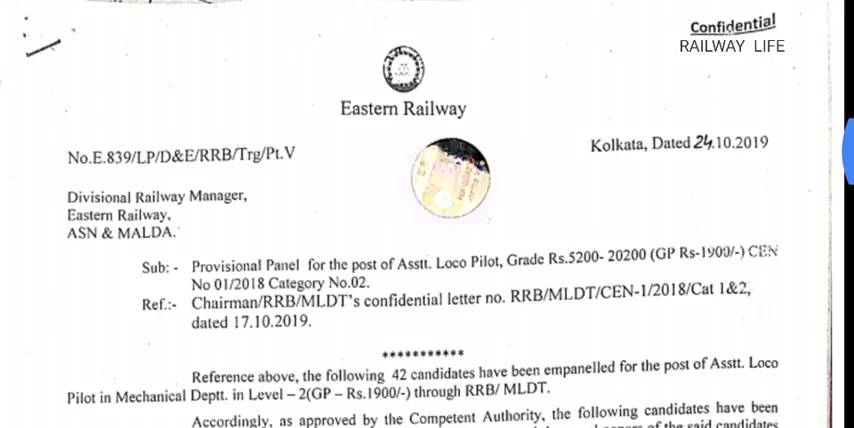 Confidential
RAILWAY LIFE
Eastern Railway
No.E.839/LP/D&E/RRB/Trg/Pt.V
Kolkata, Dated 24.10.2019
Divisional Railway Manager,
Eastern Railway,
ASN & MALDA.
Sub: - Provisional Panel for the post of Asstt. Loco Pilot, Grade Rs.5200- 20200 (GP Rs-1900/-) CEN
No 01/2018 Category No.02.
Ref.:- Chairman/RRB/MLDT's confidential letter no. RRB/MLDT/CEN-1/2018/Cat 1&2,
dated 17.10.2019.
***********
Reference above, the following 42 candidates have been empanelled for the post of Asstt. Loco
Pilot in Mechanical Deptt. in Level – 2(GP – Rs.1900/-) through RRB/ MLDT.
Accordingly, as approved by the Competent Authority, the following candidates have been
of the said candidates